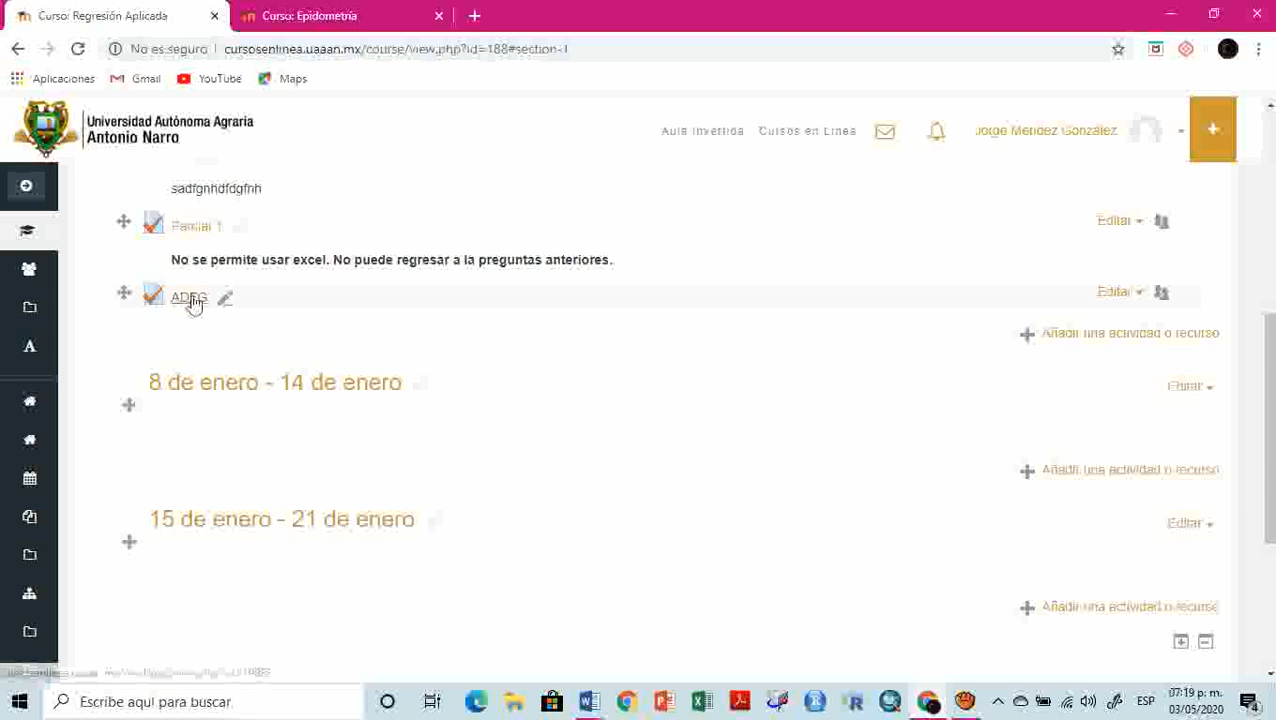 Curso: Regresión Aplicada
Curso: Epidometría
No es seguro
cursosenlinea.uaaan.mx/course/view.php?id=188#section-1
Aplicaciones
Gmail
YouTube
Maps
Universidad Autónoma Agraria
Antonio Narro
Aula Invertida
Cursos en Línea
Jorge Méndez González
sadfgnhdfdgfnh
Parcial 1
Editar
No se permite usar excel. No puede regresar a la preguntas anteriores.
Editar
Añadir una actividad o recurso
8 de enero - 14 de enero
Editar
Añadir una actividad o recurso
15 de enero - 21 de enero
Editar
Añadir una actividad o recurso
Escribe aquí para buscar.
ESP
07:19 p. m.
03/05/2020
4